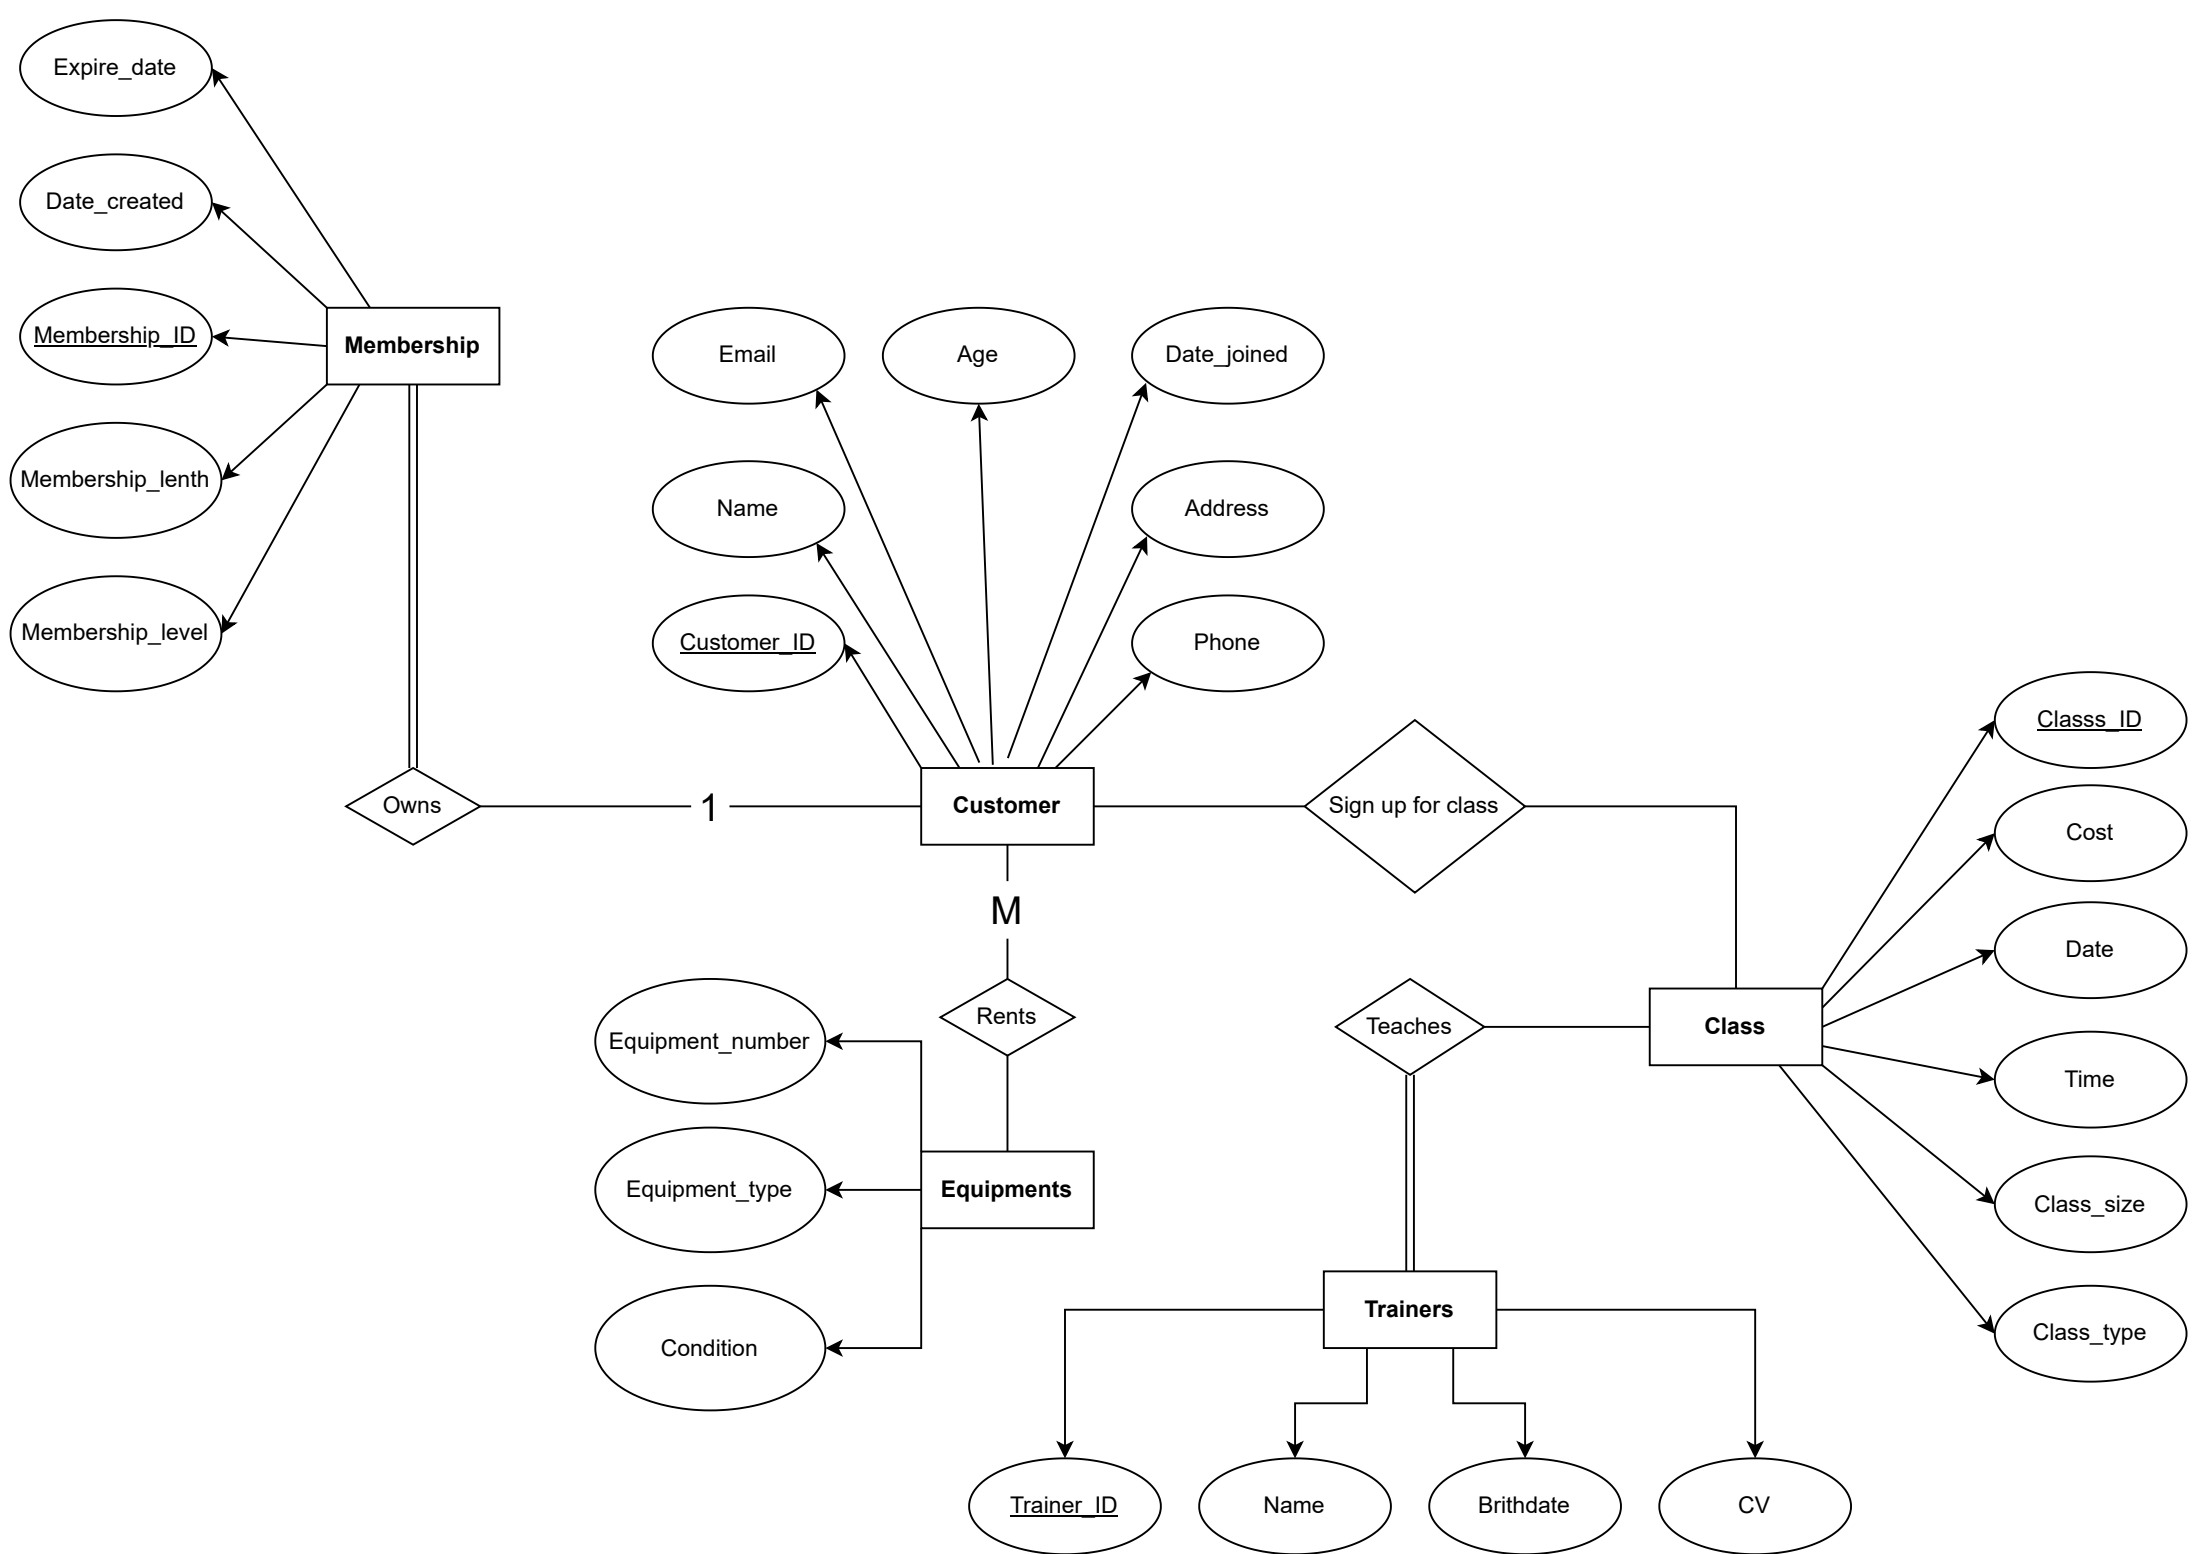 Expire_date
Date_created
Membership_ID
Membership
Membership_lenth
Membership_level
Email
Age
Date_joined
Name
Address
Customer_ID
Phone
Owns
1
Customer
Sign up for class
Classs_ID
Cost
Date
M
Rents
Teaches
Class
Time
Equipment_number
Equipment_type
Equipments
Class_size
Condition
Trainers
Class_type
Trainer_ID
Name
Brithdate
CV